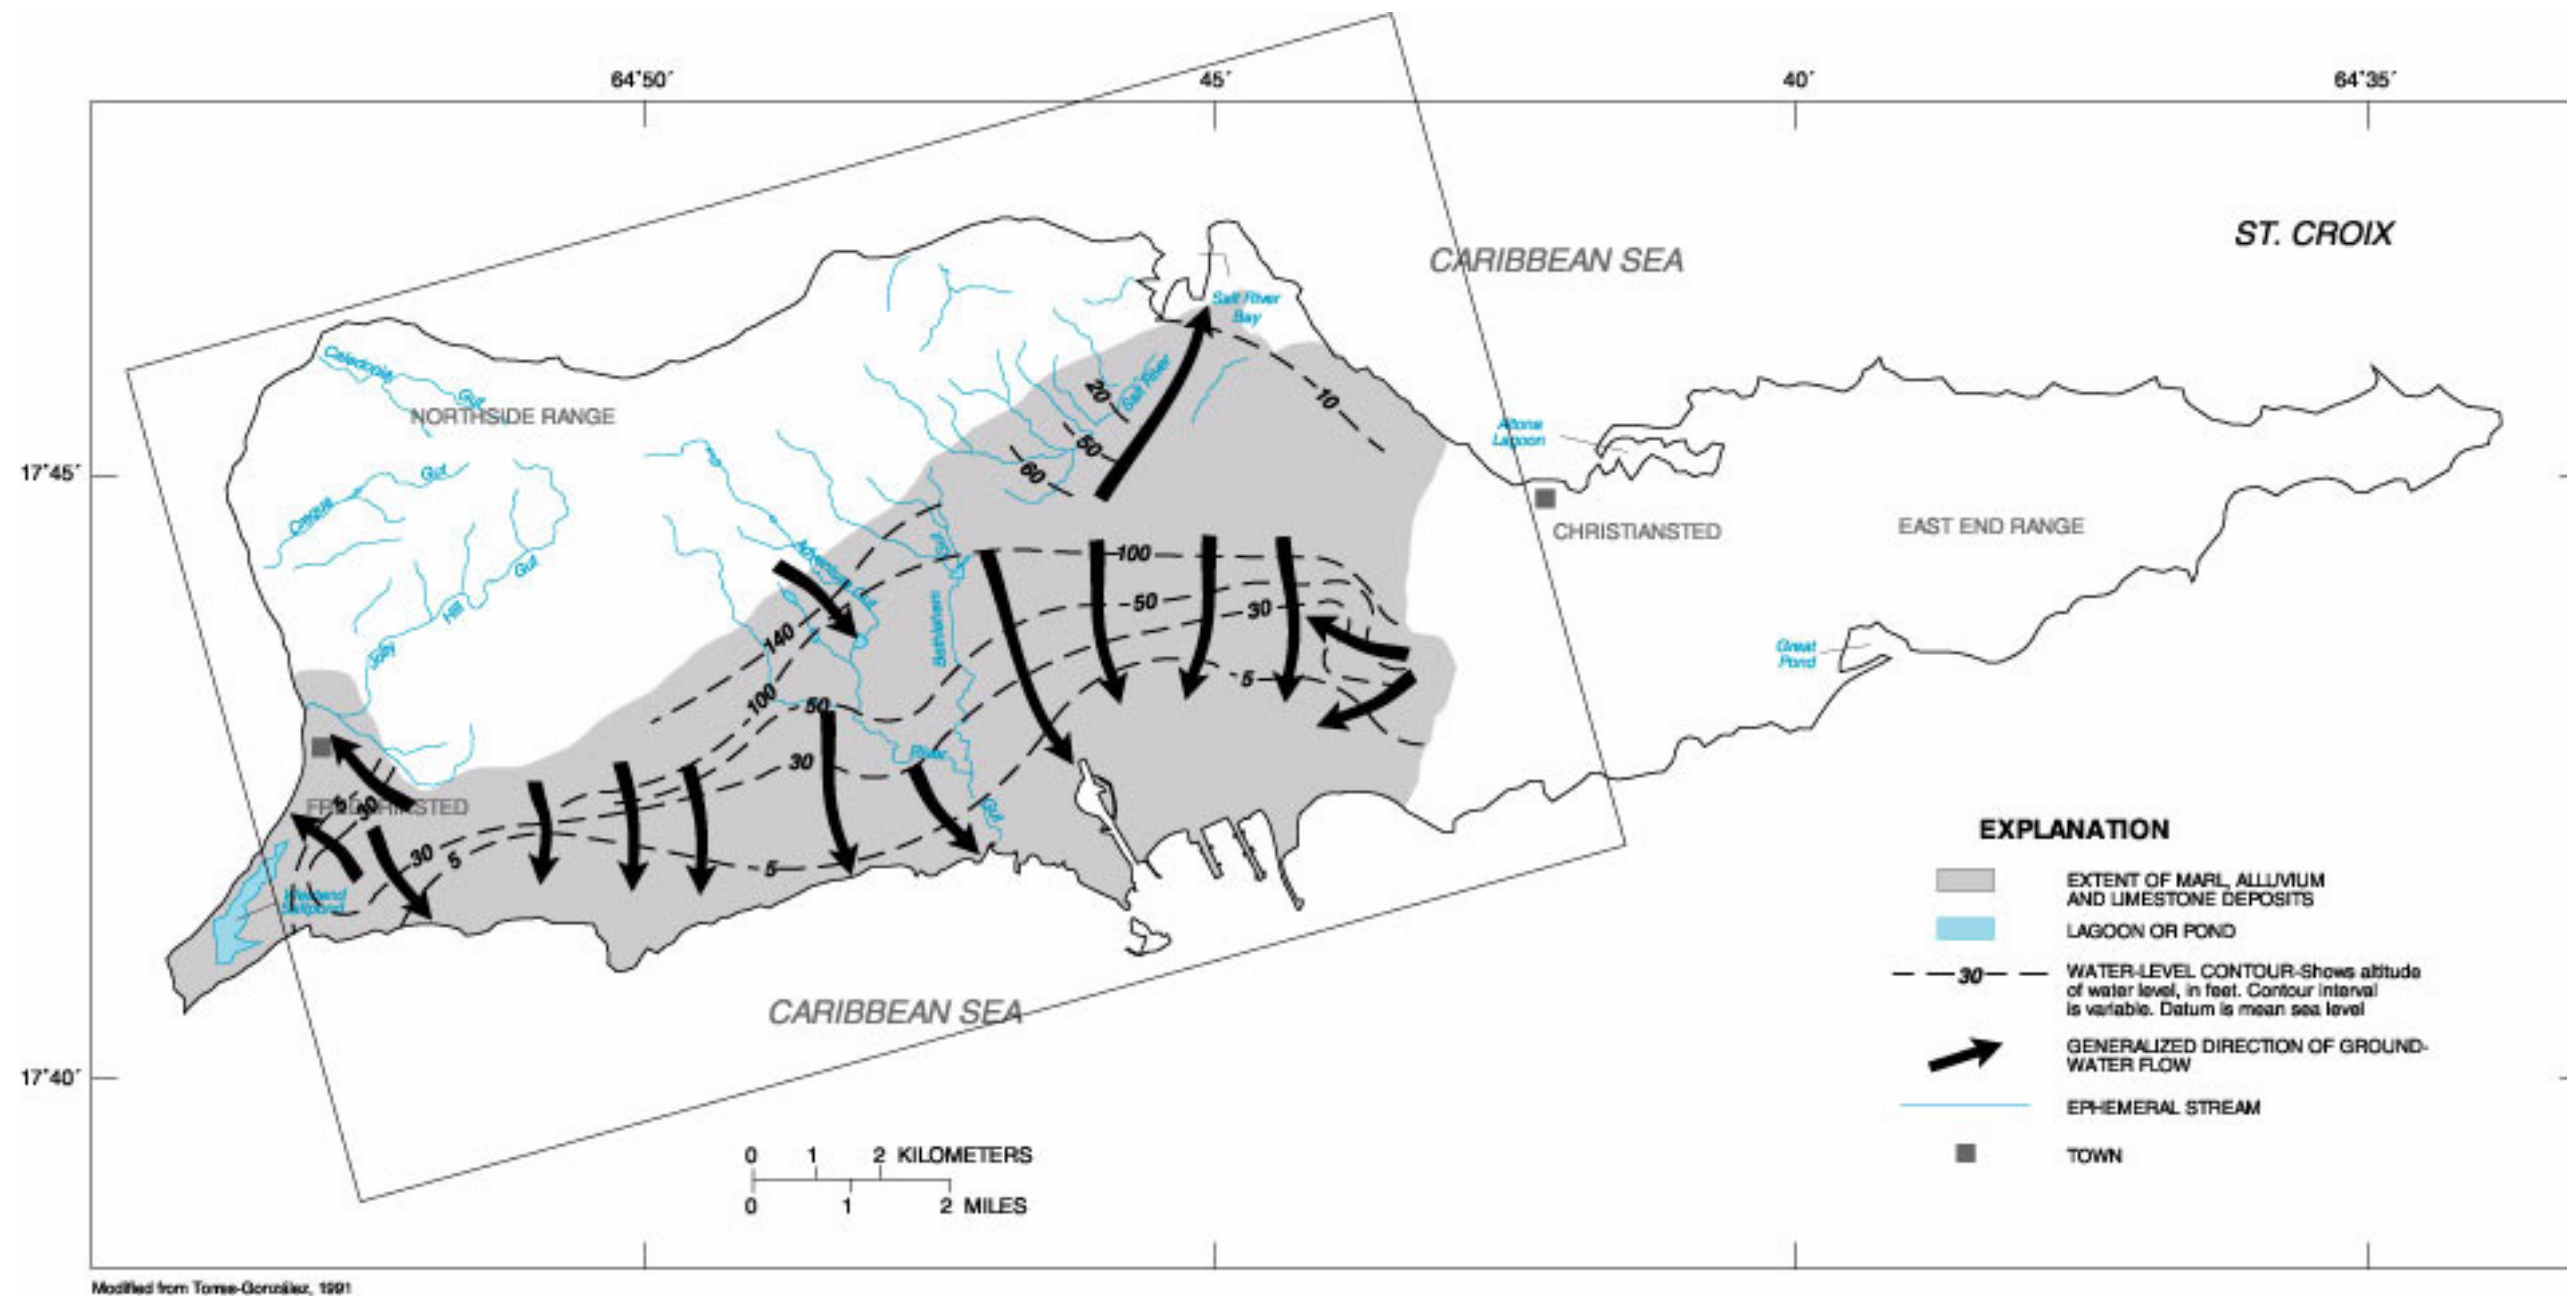 64°50′
45′
40′
64°35′
ST. CROIX
CARIBBEAN SEA
Salt River
Bay
Caledonia
Gut
NORTHSIDE RANGE
20
Salt River
10
Altona
Lagoon
50
60
17°45′
Gut
Creque
CHRISTIANSTED
EAST END RANGE
Gut
Adventure Gut
Gut
100
Hill
Jolly
Bethlehem
50
30
140
Great
Pond
100
50
5
River
30
FREDERIKSTED
5
30
Gut
30
5
5
Westend
Saltpond
CARIBBEAN SEA
EXPLANATION
EXTENT OF MARL, ALLUVIUM
AND LIMESTONE DEPOSITS
LAGOON OR POND
30
WATER-LEVEL CONTOUR-Shows altitude
of water level, in feet. Contour interval
is variable. Datum is mean sea level
GENERALIZED DIRECTION OF GROUND-
WATER FLOW
17°40′
EPHEMERAL STREAM
TOWN
0 1 2 KILOMETERS
0 1 2 MILES
Modified from Torres-González, 1991